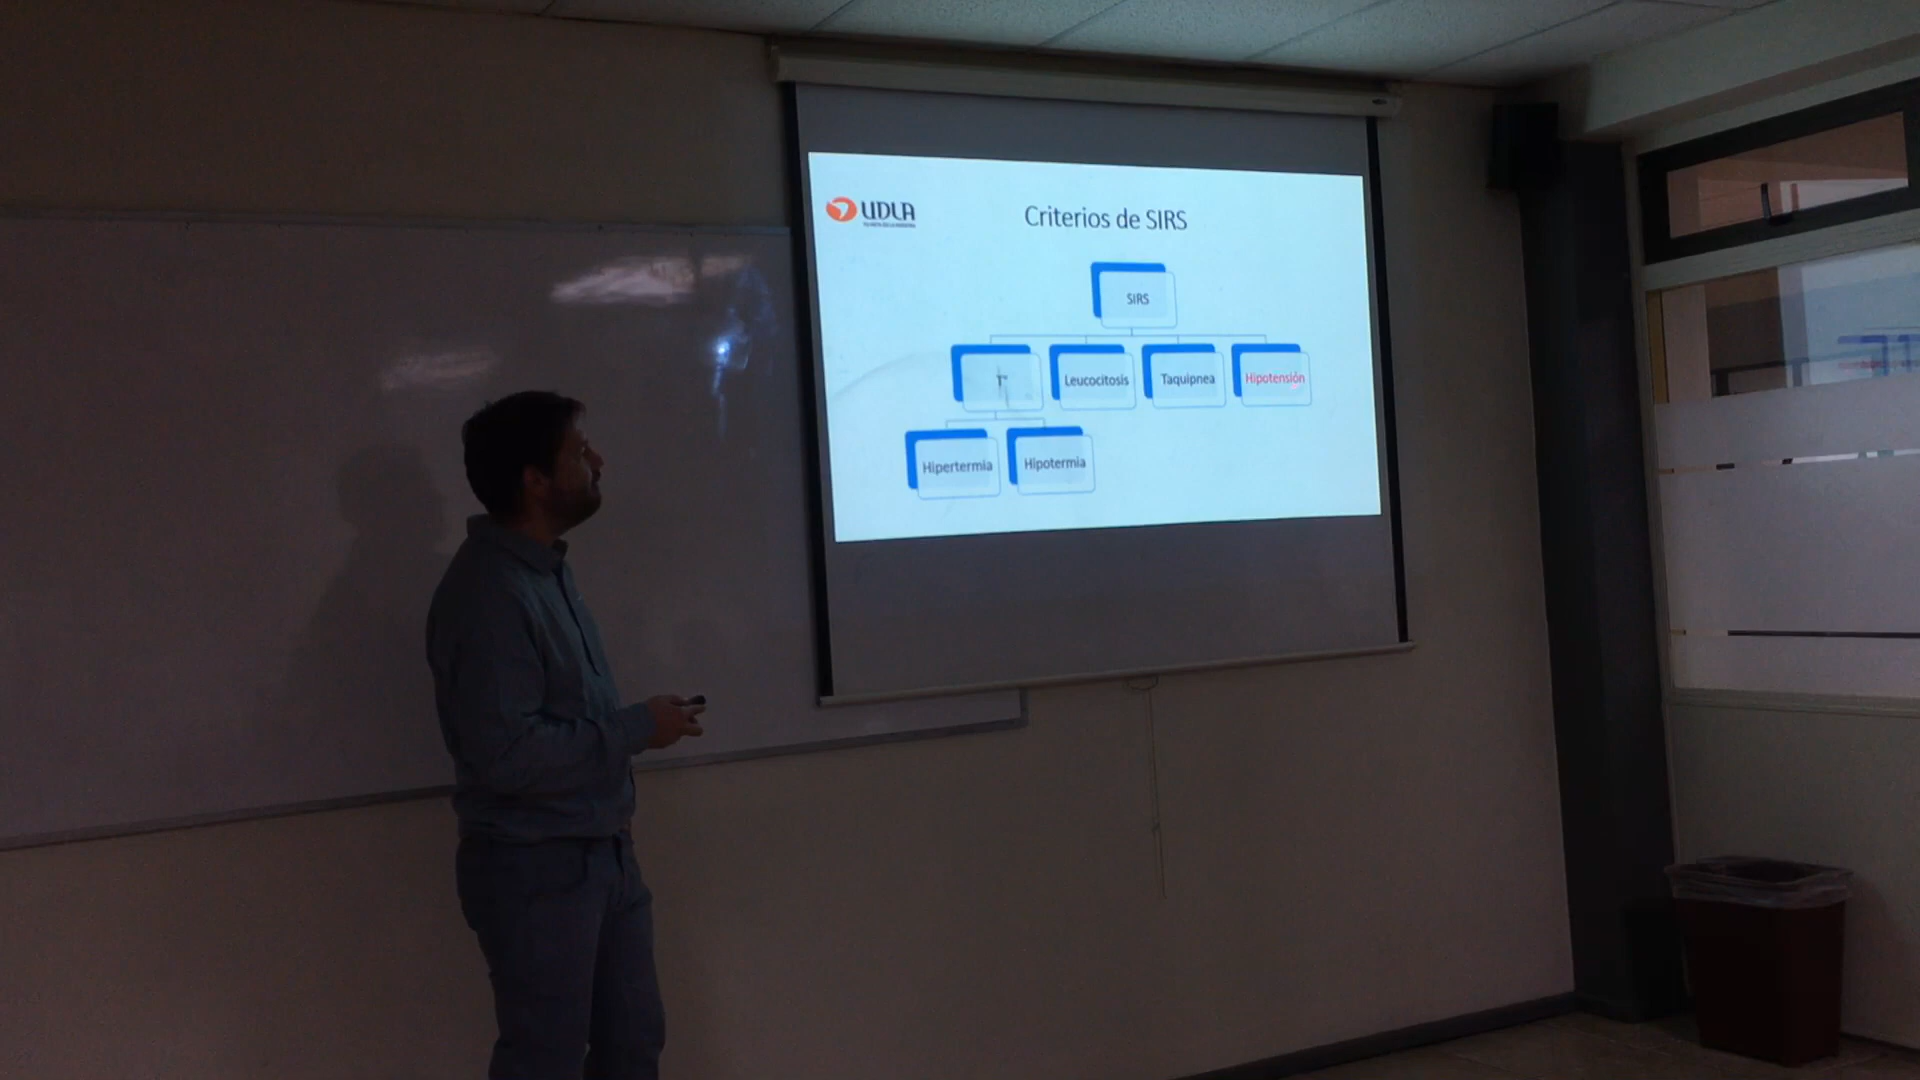 UDLA
Criterios de SIRS
SIRS
T°
Leucocitosis
Taquipnea
Hipotensión
Hipertermia
Hipotermia